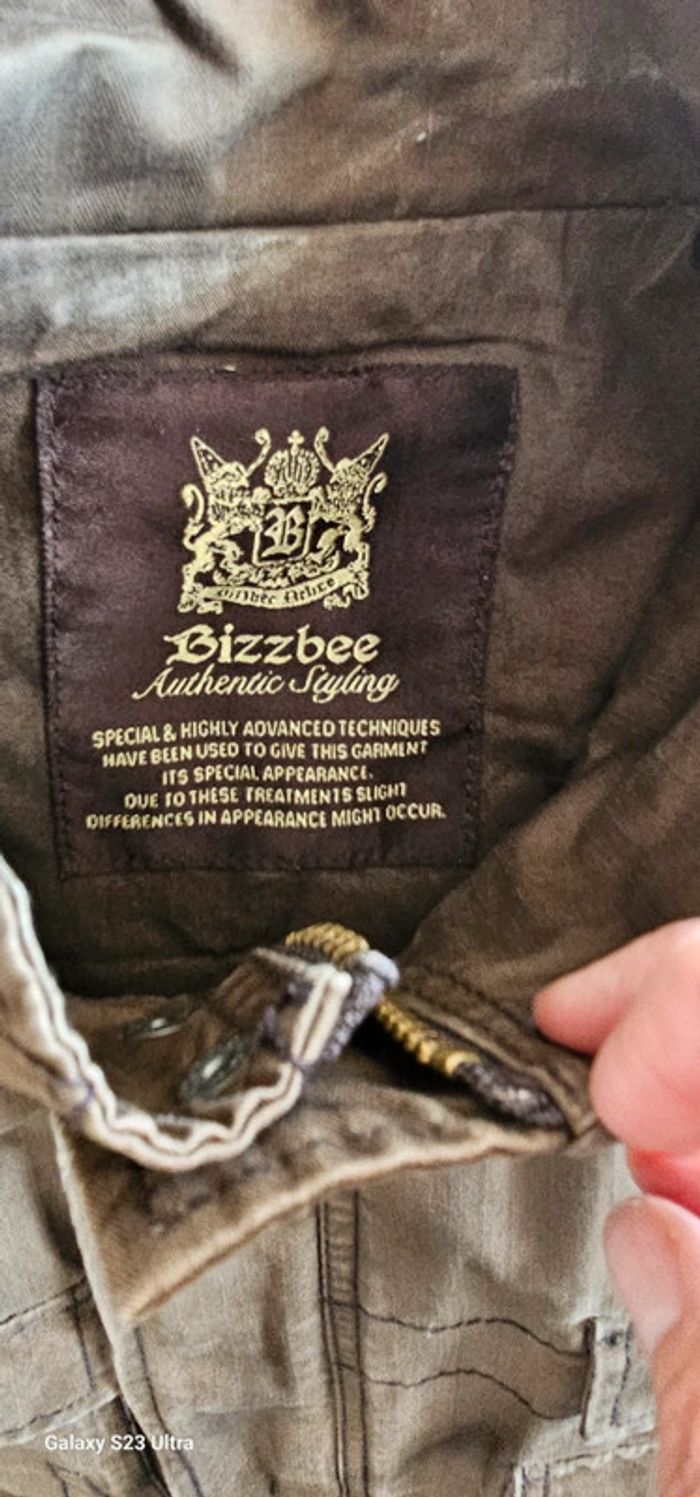 B
Bizzbee
Authentic Styling
SPECIAL & HIGHLY ADVANCED TECHNIQUES
HAVE BEEN USED TO GIVE THIS GARMENT
ITS SPECIAL APPEARANCE.
DUE TO THESE TREATMENTS SLIGHT
DIFFERENCES IN APPEARANCE MIGHT OCCUR.
Galaxy S23 Ultra